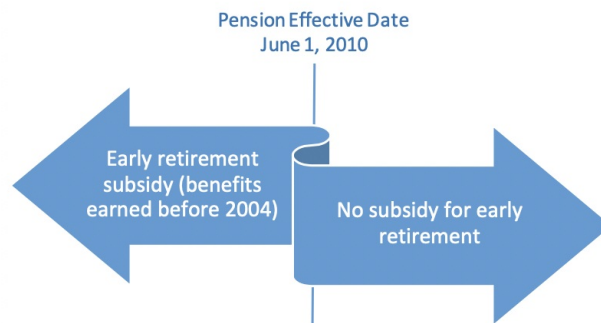 Pension Effective Date
June 1, 2010
Early retirement
subsidy (benefits
earned before 2004)
No subsidy for early
retirement